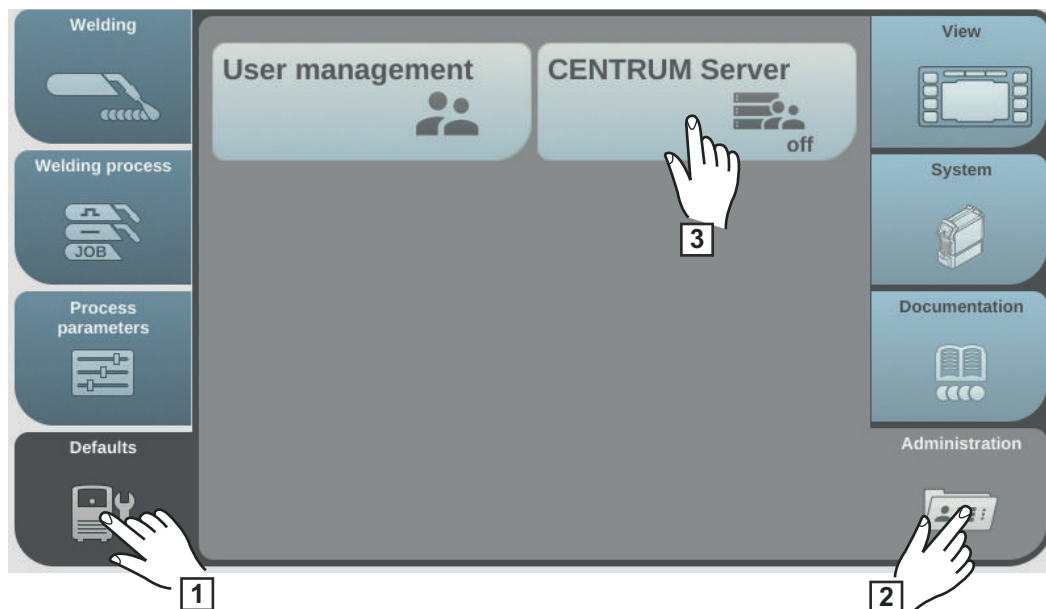 Welding
JOB
Welding process
Process
parameters
Defaults
1
User management
CENTRUM Server
off
3
View
System
Documentation
Administration
2